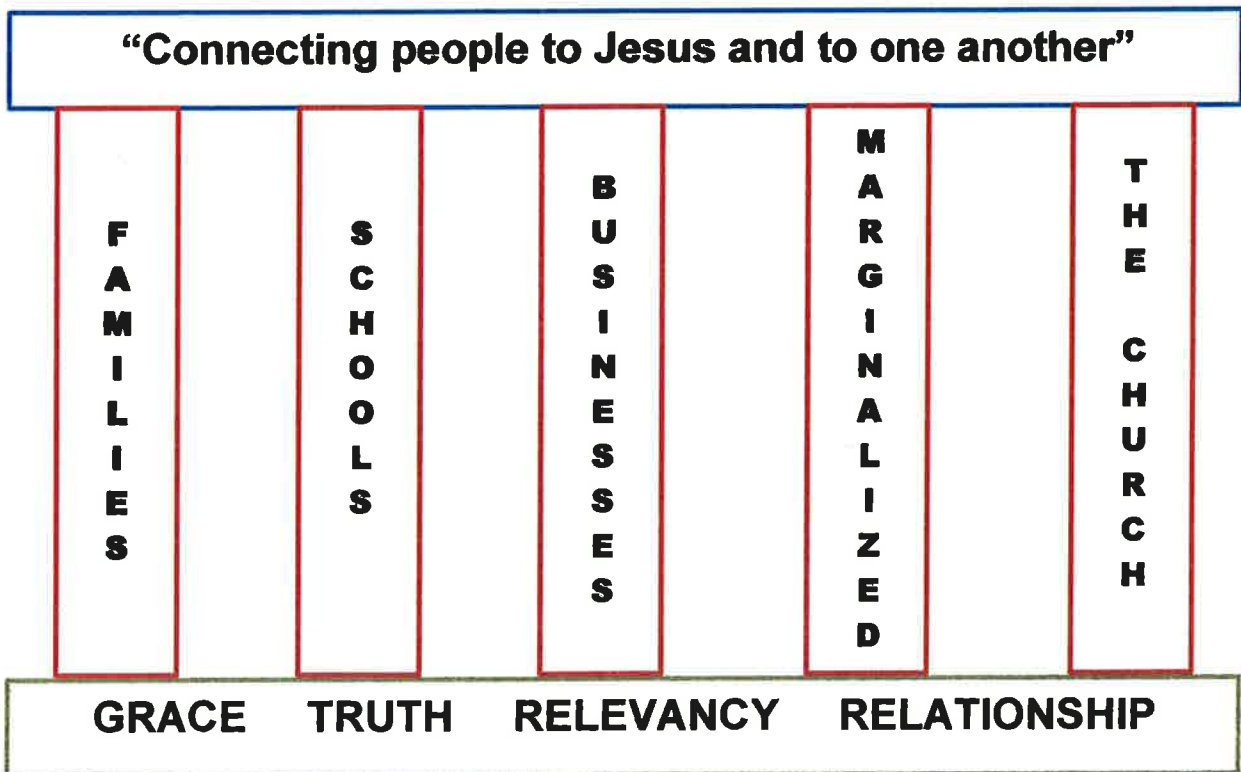 “Connecting people to Jesus and to one another”
FAMILIES
SCHOOLS
BUSINESSES
MARGINALIZED
THE CHURCH
GRACE TRUTH RELEVANCY RELATIONSHIP